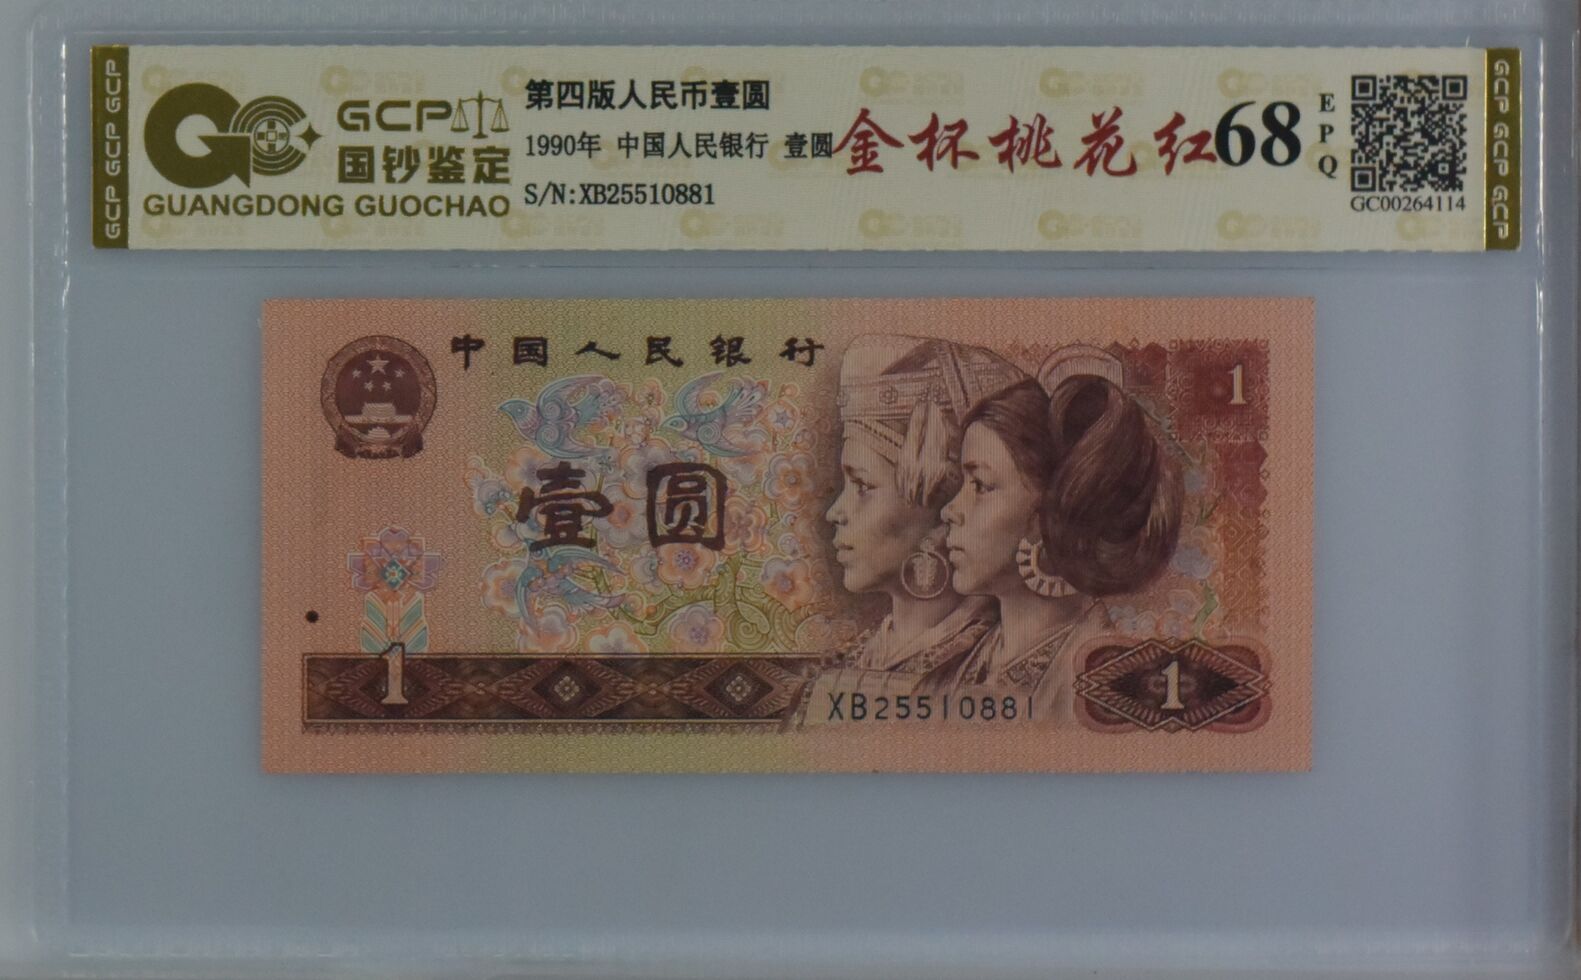 GCP GCP GCP
GCP
国钞鉴定
GUANGDONG GUOCHAO
第四版人民币壹圆
1990年 中国人民银行 壹圆
S/N:XB25510881
金杯桃花红
68
EPQ
GC00264114
GCP GCP GCP
中国人民银行
1
壹圆
1
XB25510881
1